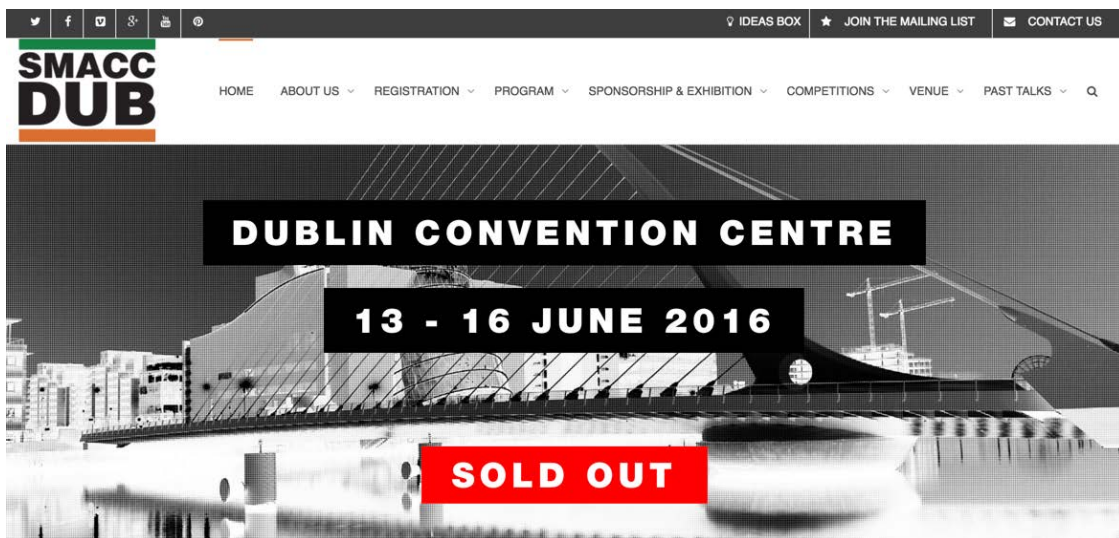 IDEAS BOX
JOIN THE MAILING LIST
CONTACT US
SMACC
DUB
HOME
ABOUT US
REGISTRATION
PROGRAM
SPONSORSHIP & EXHIBITION
COMPETITIONS
VENUE
PAST TALKS
DUBLIN CONVENTION CENTRE
13 - 16 JUNE 2016
SOLD OUT